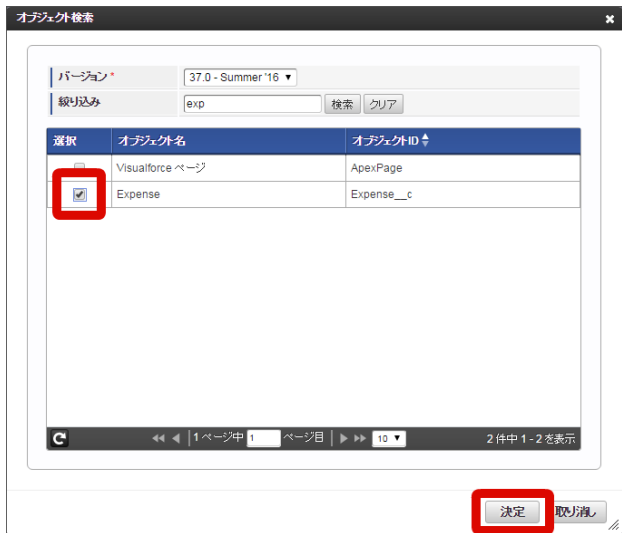 オブジェクト検索
バージョン * 37.0 - Summer '16
絞り込み exp 検索 クリア
選択 オブジェクト名 オブジェクトID
Visualforce ページ ApexPage
Expense Expense__c
1 ページ中 1 ページ目 10 2 件中 1 - 2 を表示
決定 取り消し